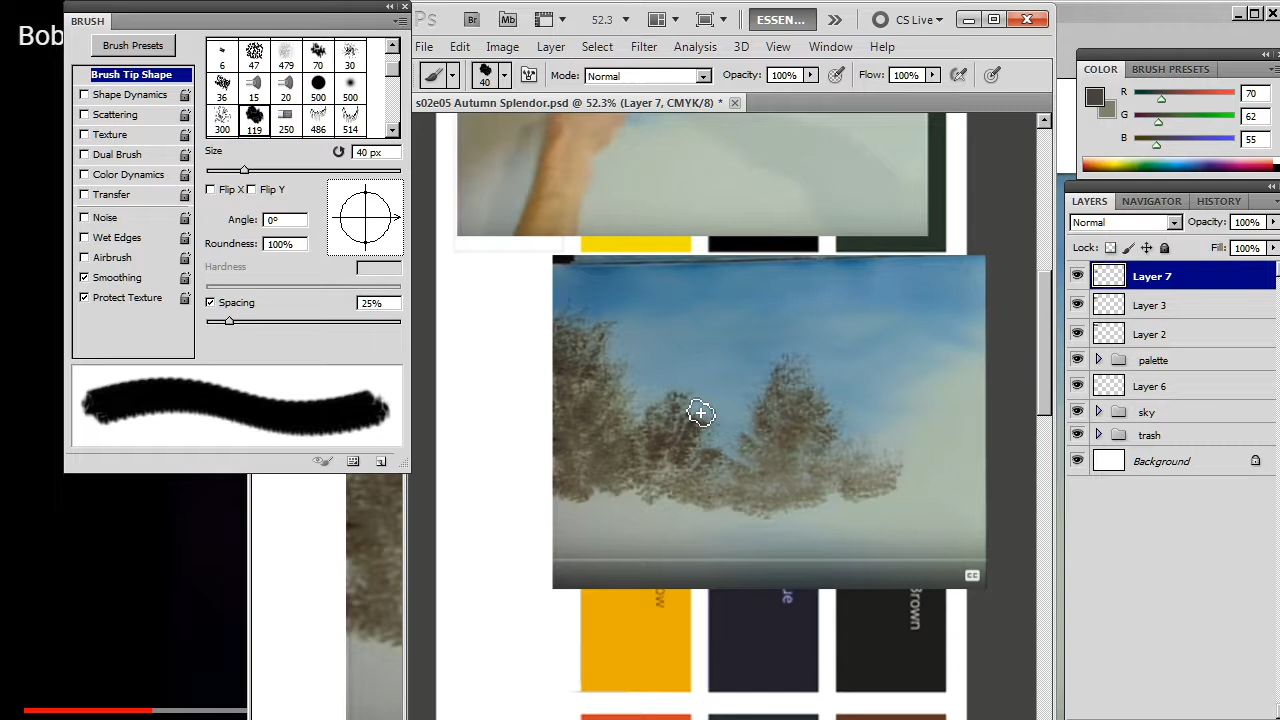 Bob
BRUSH
Brush Presets
Brush Tip Shape
Shape Dynamics
Scattering
Texture
Dual Brush
Color Dynamics
Transfer
Noise
Wet Edges
Airbrush
Smoothing
Protect Texture
6 47 479 70 30
36 15 20 500 500
300 119 250 486 514
Size 40 px
Flip X Flip Y
Angle: 0°
Roundness: 100%
Hardness
Spacing 25%
Ps Br Mb 52.3 ESSEN... CS Live
File Edit Image Layer Select Filter Analysis 3D View Window Help
40 Mode: Normal Opacity: 100% Flow: 100%
s02e05 Autumn Splendor.psd @ 52.3% (Layer 7, CMYK/8) *
CC
ow
ue
Brown
COLOR BRUSH PRESETS
R 70
G 62
B 55
LAYERS NAVIGATOR HISTORY
Normal Opacity: 100%
Lock: Fill: 100%
Layer 7
Layer 3
Layer 2
palette
Layer 6
sky
trash
Background